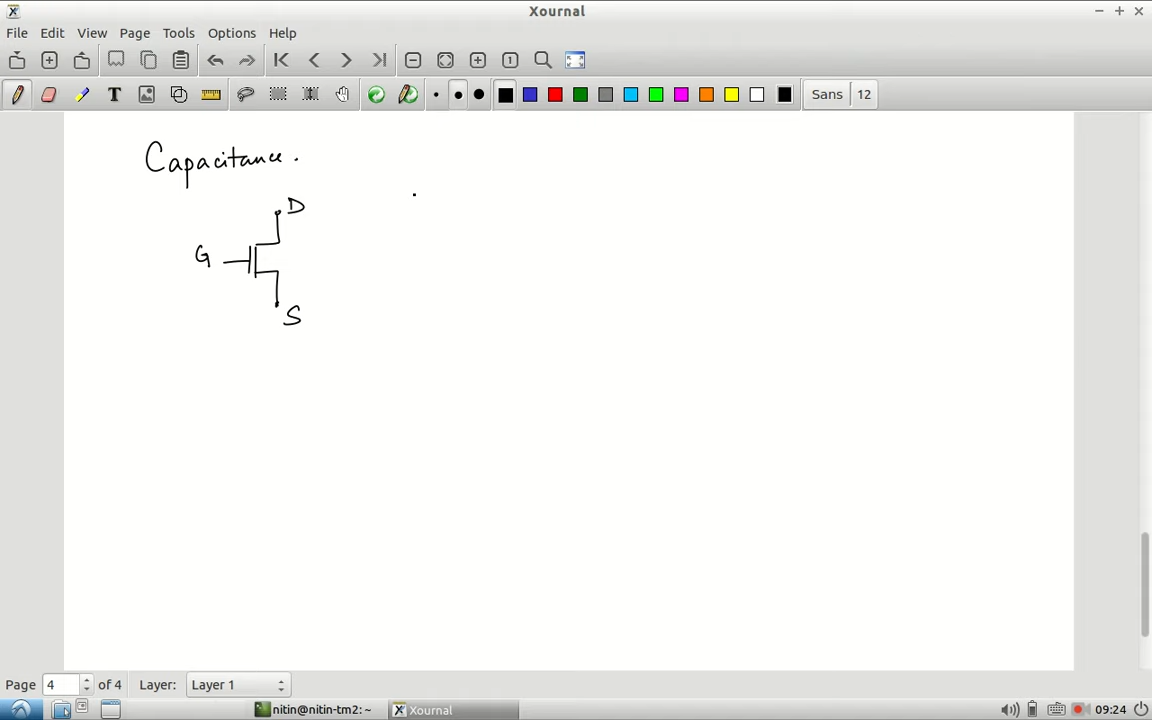 Xournal
File Edit View Page Tools Options Help
Sans 12
Capacitance.
D
G
S
Page 4 of 4 Layer: Layer 1
nitin@nitin-tm2: ~ Xournal 09:24